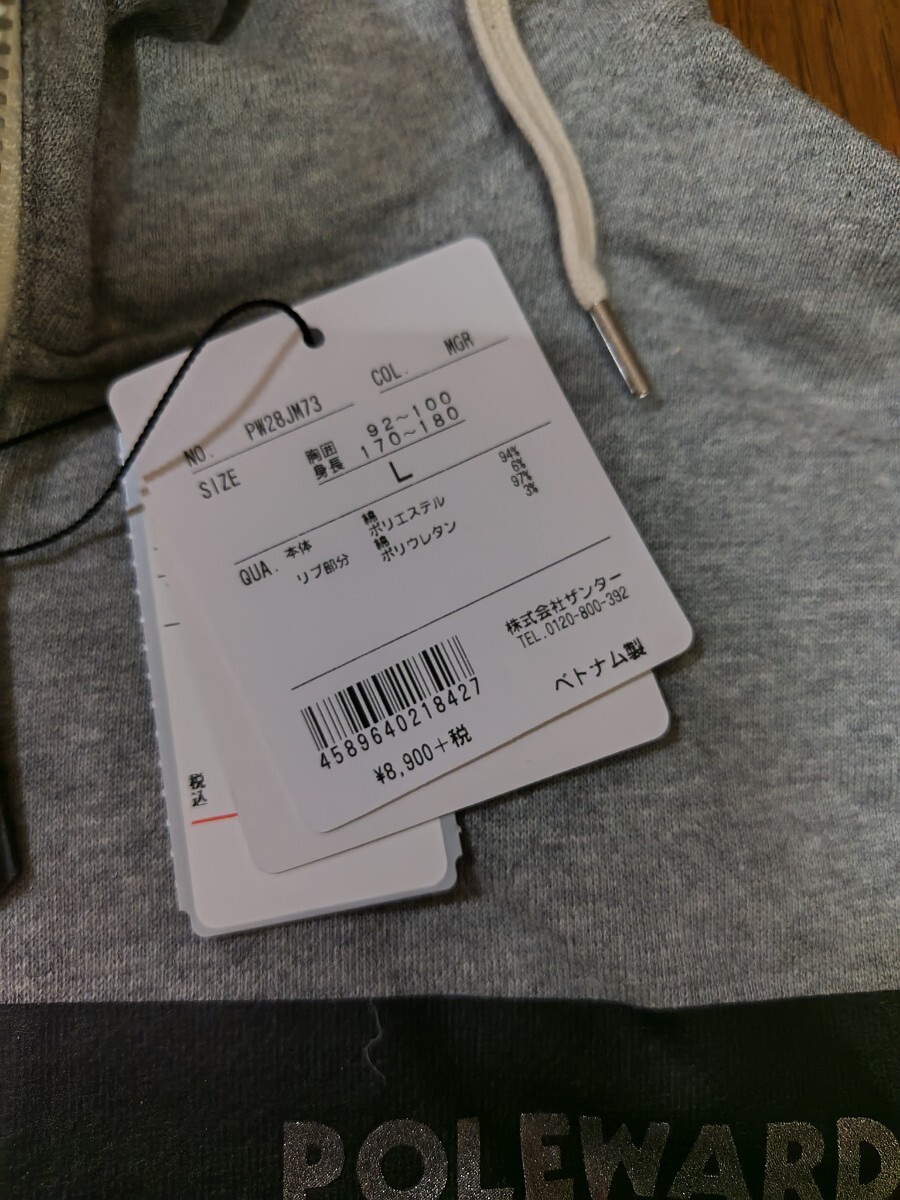 NO. PW28JM73 COL. MGR
SIZE 胸囲 92~100
身長 170~180
L
QUA. 本体 綿 94%
ポリエステル 6%
リブ部分 綿 97%
ポリウレタン 3%
株式会社ザンター
TEL.0120-800-392
ベトナム製
4589640218427
¥8,900+税
税込
POLEWARD